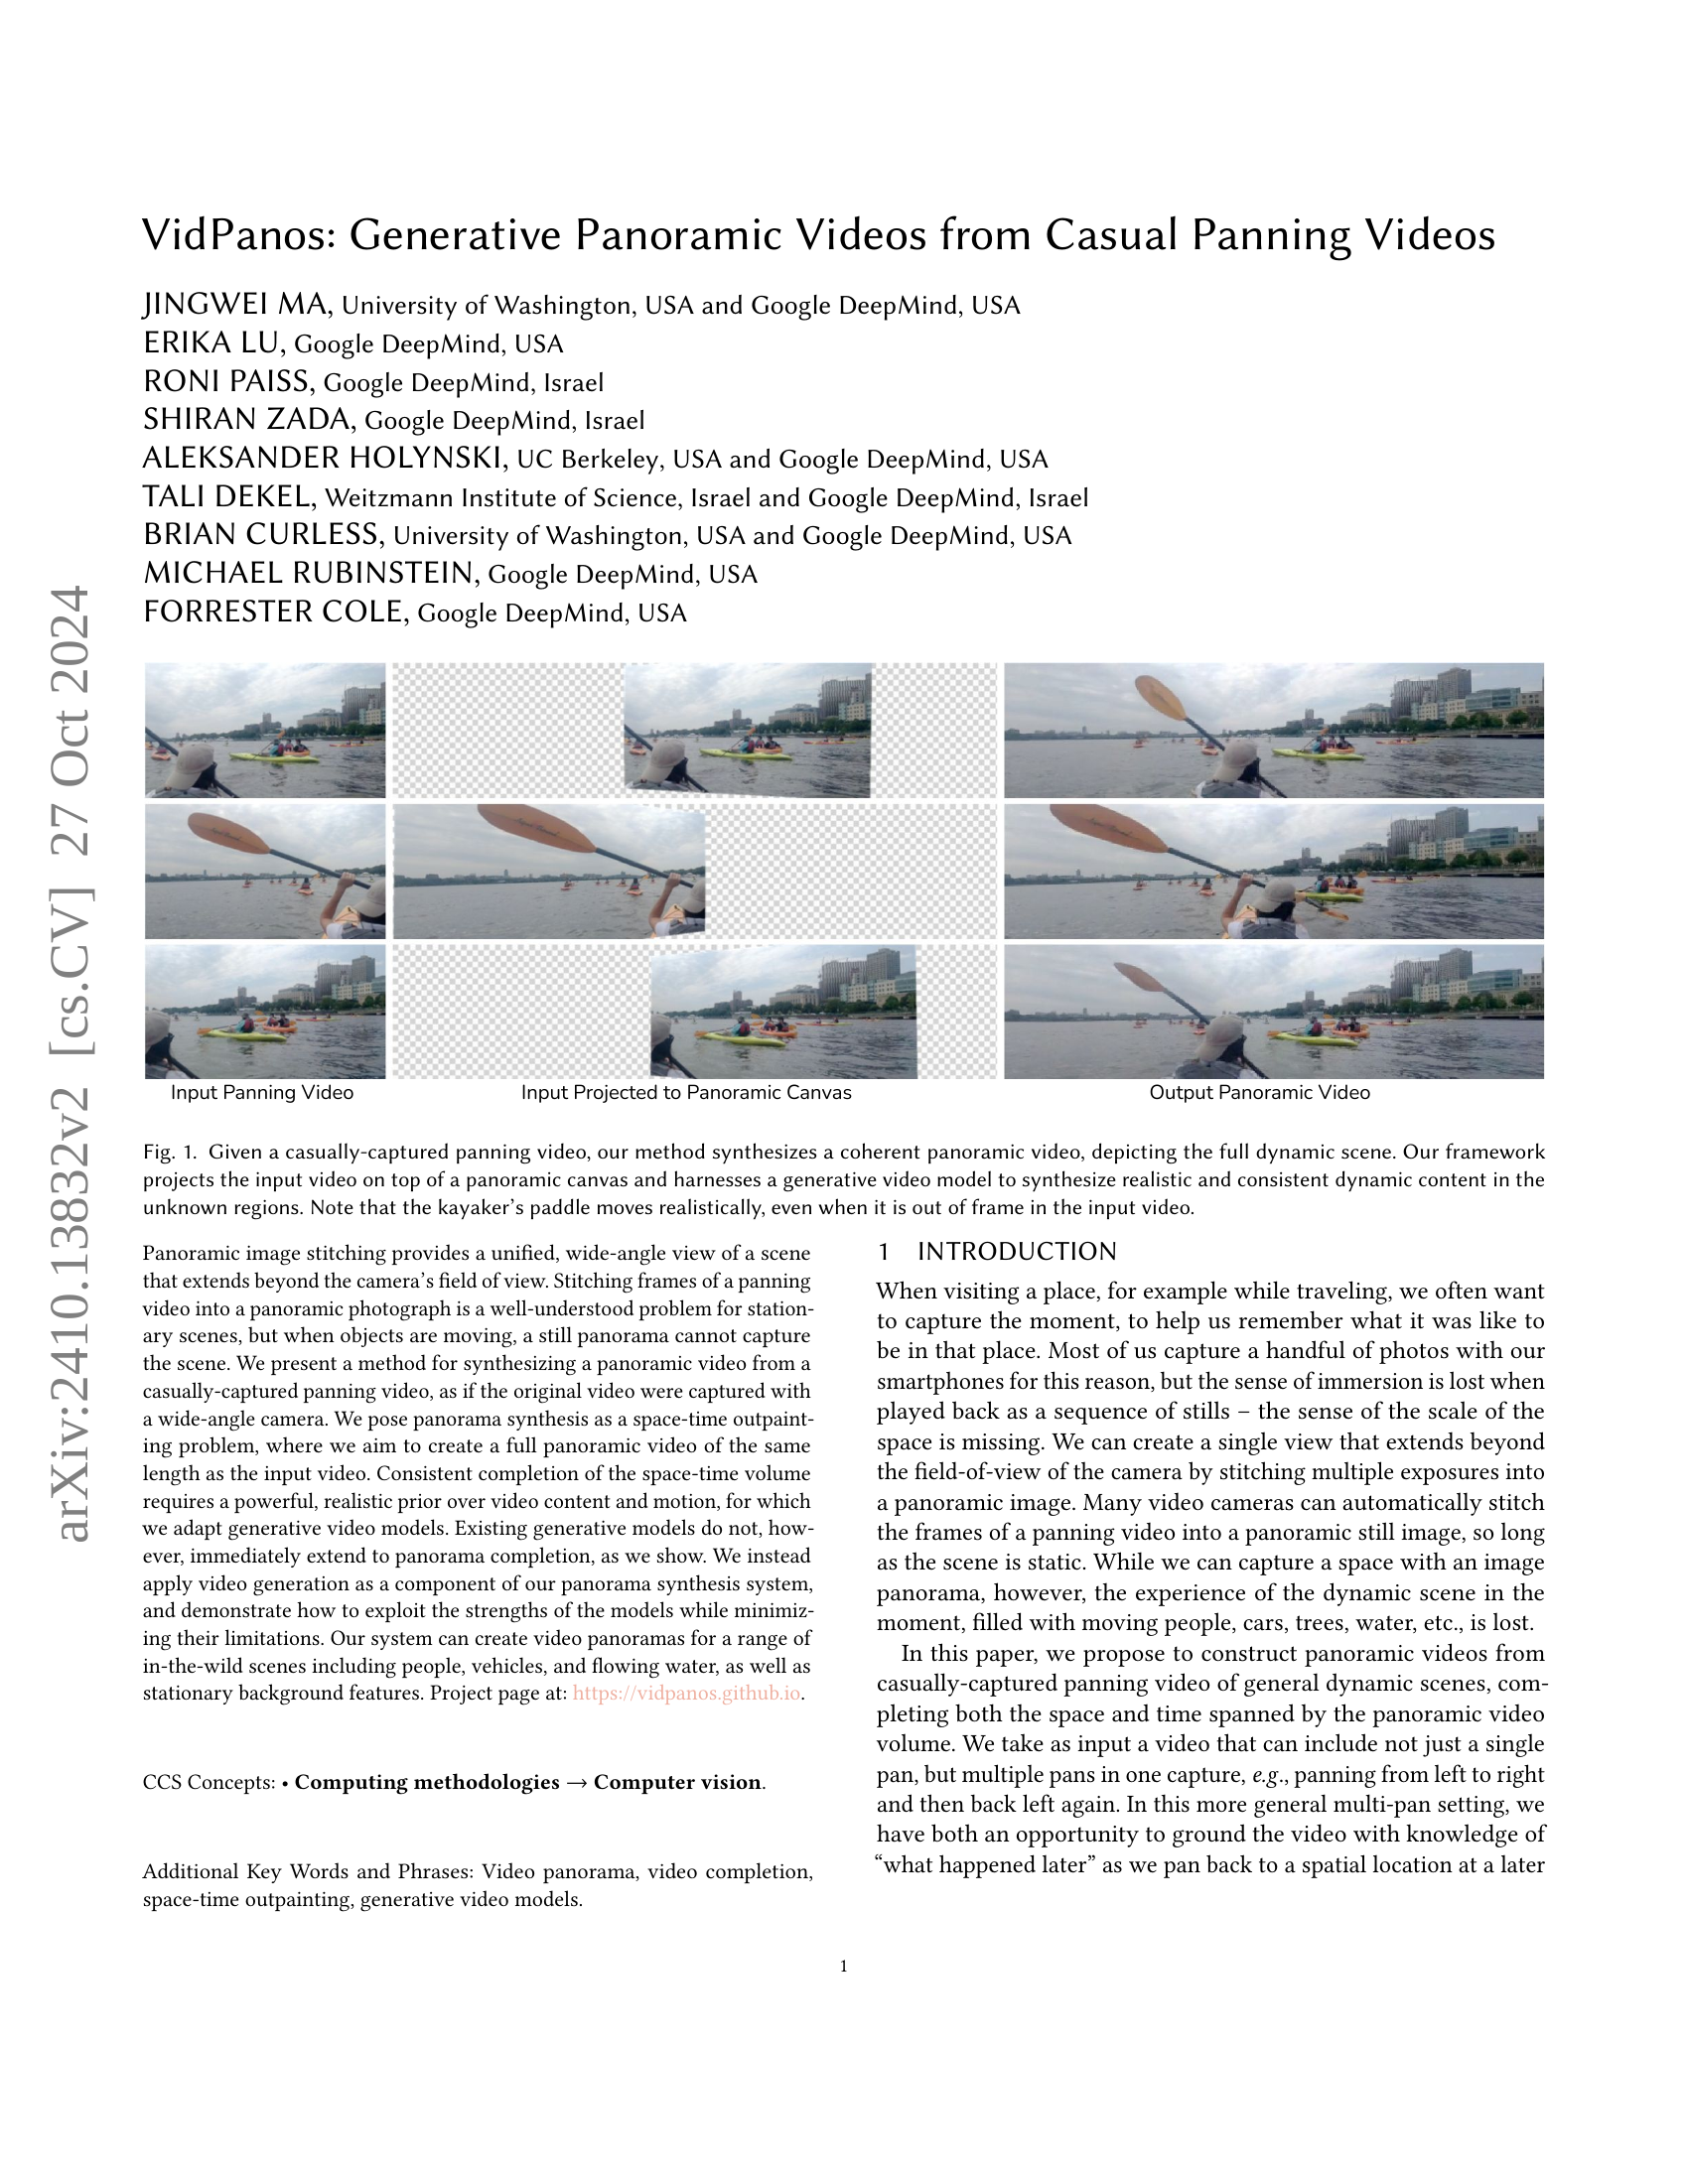 VidPanos: Generative Panoramic Videos from Casual Panning Videos
JINGWEI MA, University of Washington, USA and Google DeepMind, USA
ERIKA LU, Google DeepMind, USA
RONI PAISS, Google DeepMind, Israel
SHIRAN ZADA, Google DeepMind, Israel
ALEKSANDER HOLYNSKI, UC Berkeley, USA and Google DeepMind, USA
TALI DEKEL, Weitzmann Institute of Science, Israel and Google DeepMind, Israel
BRIAN CURLESS, University of Washington, USA and Google DeepMind, USA
MICHAEL RUBINSTEIN, Google DeepMind, USA
FORRESTER COLE, Google DeepMind, USA
arXiv:2410.13832v2 [cs.CV] 27 Oct 2024
Input Panning Video
Input Projected to Panoramic Canvas
Output Panoramic Video
Fig. 1. Given a casually-captured panning video, our method synthesizes a coherent panoramic video, depicting the full dynamic scene. Our framework
projects the input video on top of a panoramic canvas and harnesses a generative video model to synthesize realistic and consistent dynamic content in the
unknown regions. Note that the kayaker's paddle moves realistically, even when it is out of frame in the input video.
Panoramic image stitching provides a unified, wide-angle view of a scene
that extends beyond the camera's field of view. Stitching frames of a panning
video into a panoramic photograph is a well-understood problem for station-
ary scenes, but when objects are moving, a still panorama cannot capture
the scene. We present a method for synthesizing a panoramic video from a
casually-captured panning video, as if the original video were captured with
a wide-angle camera. We pose panorama synthesis as a space-time outpaint-
ing problem, where we aim to create a full panoramic video of the same
length as the input video. Consistent completion of the space-time volume
requires a powerful, realistic prior over video content and motion, for which
we adapt generative video models. Existing generative models do not, how-
ever, immediately extend to panorama completion, as we show. We instead
apply video generation as a component of our panorama synthesis system,
and demonstrate how to exploit the strengths of the models while minimiz-
ing their limitations. Our system can create video panoramas for a range of
in-the-wild scenes including people, vehicles, and flowing water, as well as
stationary background features. Project page at: https://vidpanos.github.io.
CCS Concepts: • Computing methodologies → Computer vision.
Additional Key Words and Phrases: Video panorama, video completion,
space-time outpainting, generative video models.
1 INTRODUCTION
When visiting a place, for example while traveling, we often want
to capture the moment, to help us remember what it was like to
be in that place. Most of us capture a handful of photos with our
smartphones for this reason, but the sense of immersion is lost when
played back as a sequence of stills – the sense of the scale of the
space is missing. We can create a single view that extends beyond
the field-of-view of the camera by stitching multiple exposures into
a panoramic image. Many video cameras can automatically stitch
the frames of a panning video into a panoramic still image, so long
as the scene is static. While we can capture a space with an image
panorama, however, the experience of the dynamic scene in the
moment, filled with moving people, cars, trees, water, etc., is lost.
In this paper, we propose to construct panoramic videos from
casually-captured panning video of general dynamic scenes, com-
pleting both the space and time spanned by the panoramic video
volume. We take as input a video that can include not just a single
pan, but multiple pans in one capture, e.g., panning from left to right
and then back left again. In this more general multi-pan setting, we
have both an opportunity to ground the video with knowledge of
“what happened later” as we pan back to a spatial location at a later
1